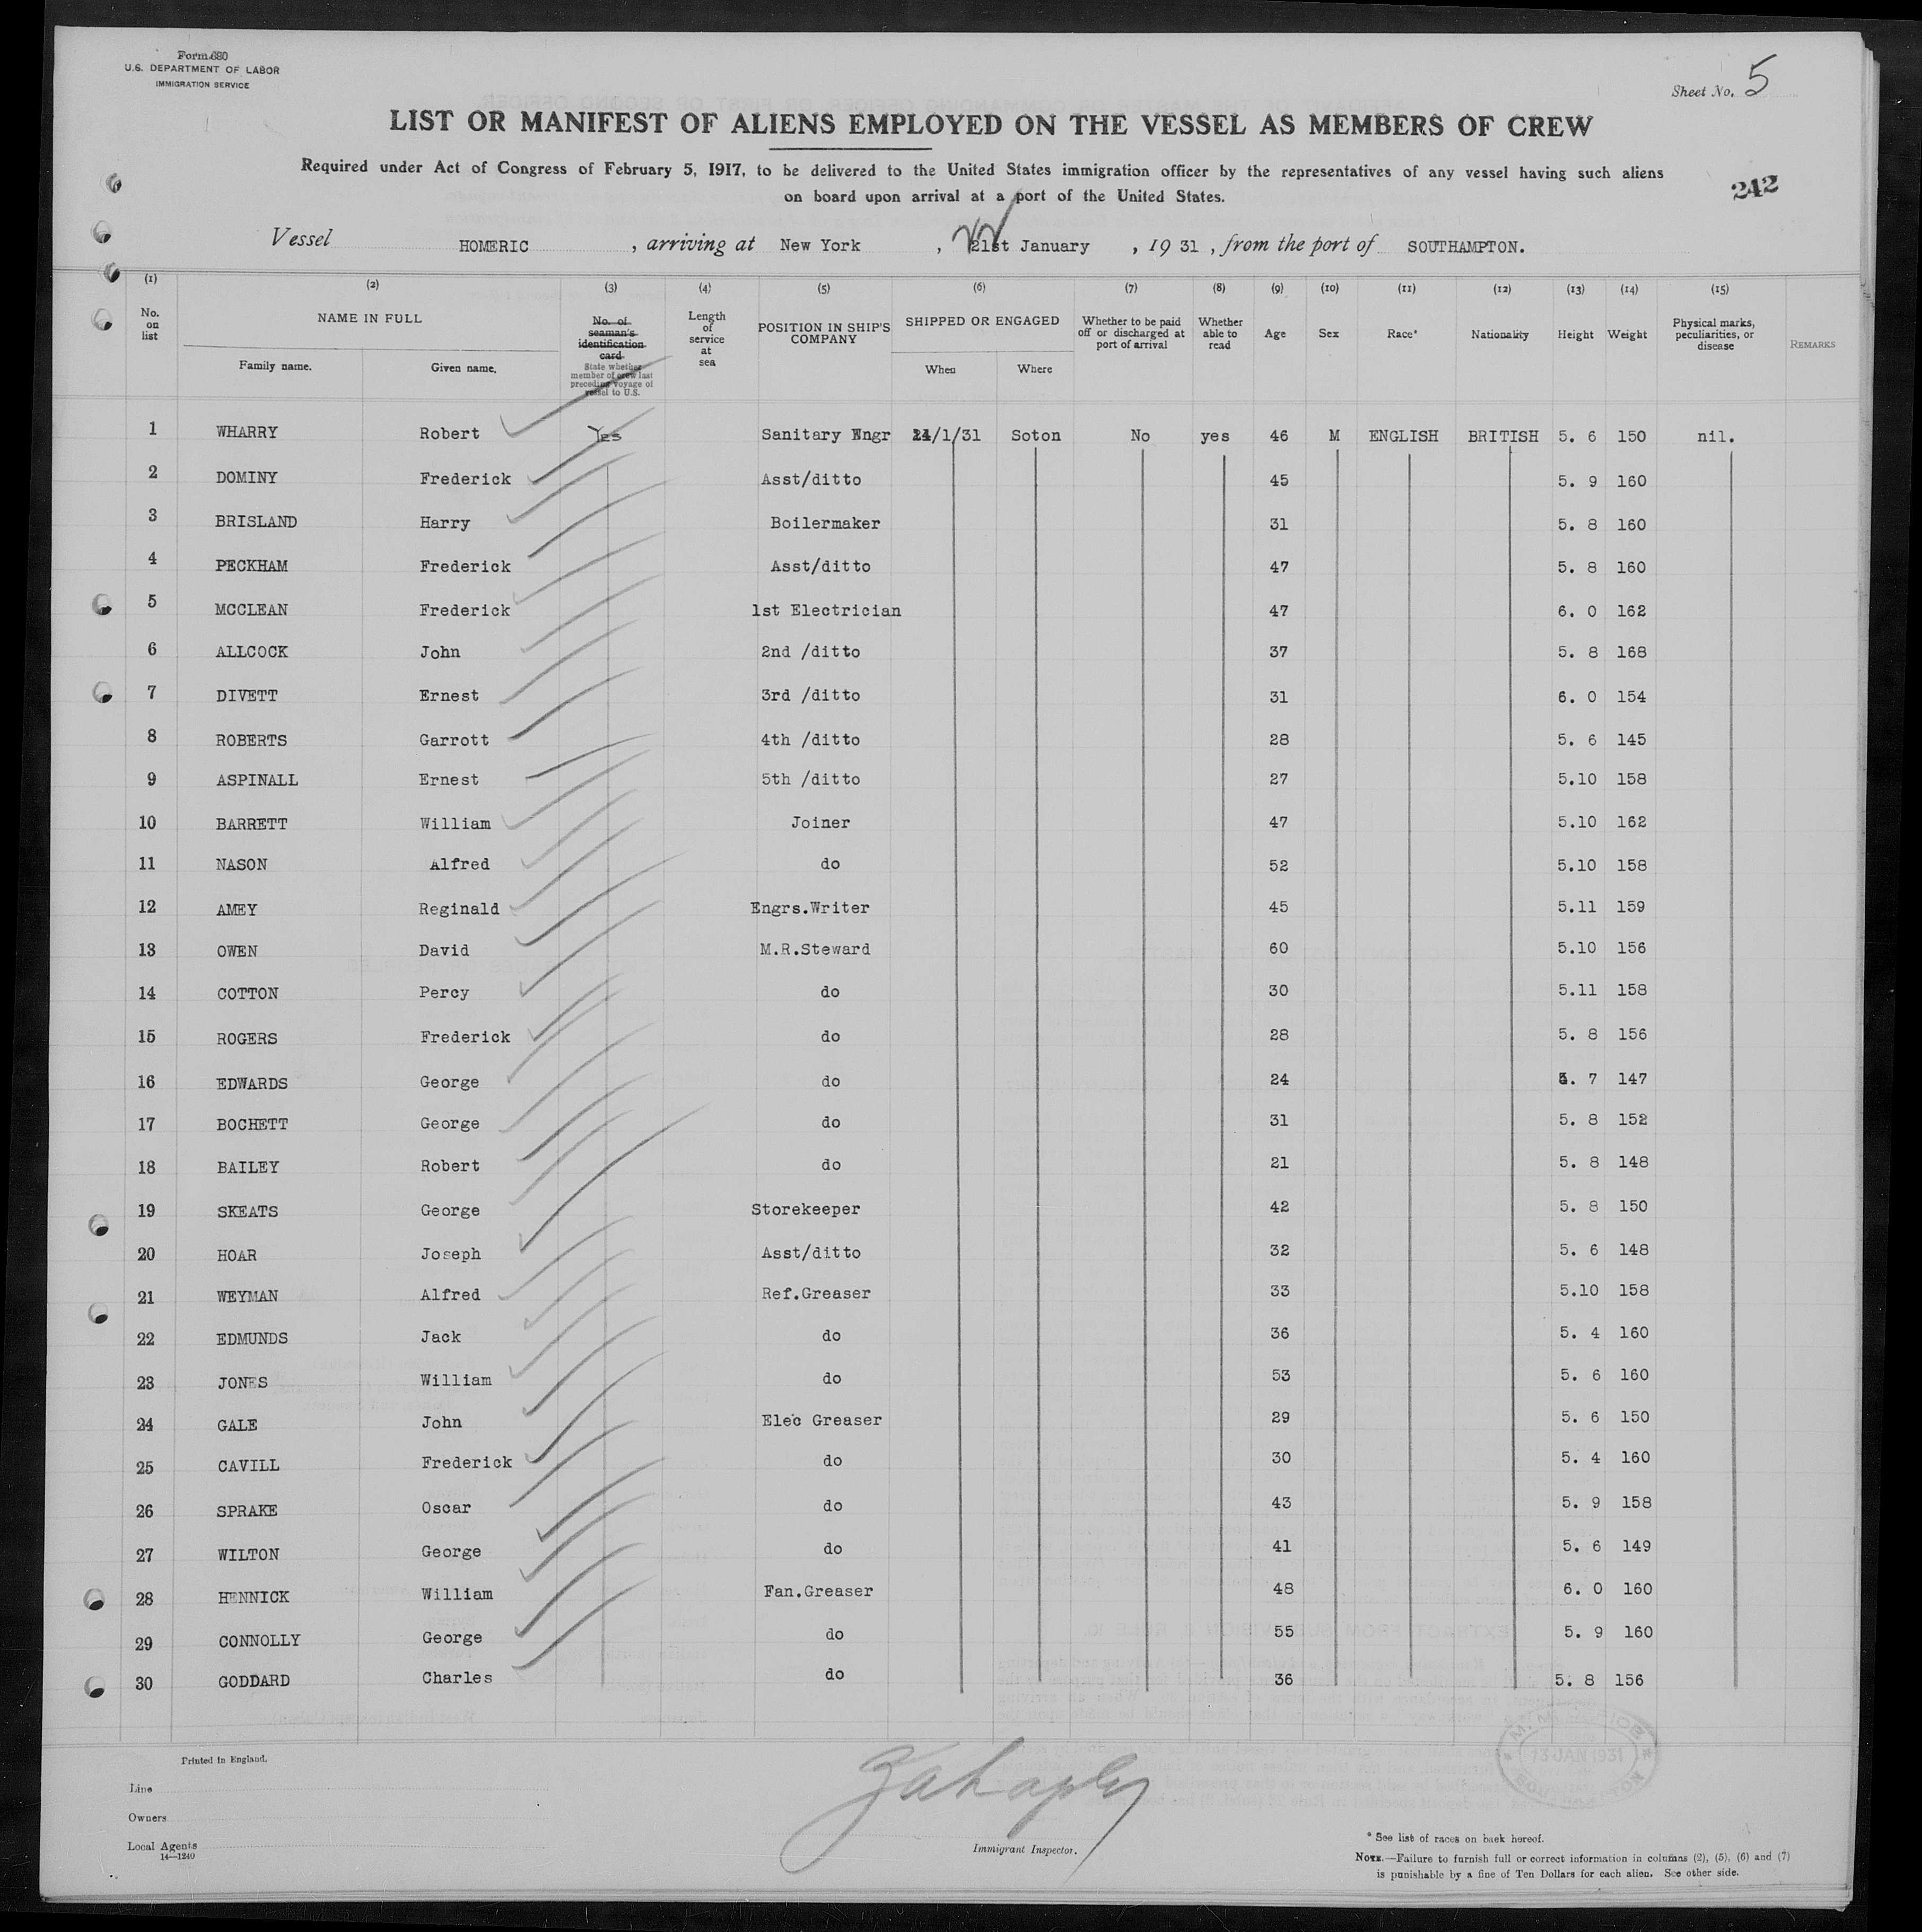 Form 680
U.S. DEPARTMENT OF LABOR
IMMIGRATION SERVICE
Sheet No. 5
LIST OR MANIFEST OF ALIENS EMPLOYED ON THE VESSEL AS MEMBERS OF CREW
Required under Act of Congress of February 5, 1917, to be delivered to the United States immigration officer by the representatives of any vessel having such aliens
on board upon arrival at a port of the United States.
242
Vessel HOMERIC , arriving at New York , 21st January , 19 31 , from the port of SOUTHAMPTON.
(1) (2) (3) (4) (5) (6) (7) (8) (9) (10) (11) (12) (13) (14) (15)
No. on list NAME IN FULL Family name. Given name. No. of seaman's identification card State whether member of crew last preceding voyage of vessel to U.S. Length of service at sea POSITION IN SHIP'S COMPANY SHIPPED OR ENGAGED When Where Whether to be paid off or discharged at port of arrival Whether able to read Age Sex Race* Nationality Height Weight Physical marks, peculiarities, or disease REMARKS
1 WHARRY Robert Yes Sanitary Engr /1/31 Soton No yes 46 M ENGLISH BRITISH 5. 6 150 nil.
2 DOMINY Frederick Asst/ditto 45 5. 9 160
3 BRISLAND Harry Boilermaker 31 5. 8 160
4 PECKHAM Frederick Asst/ditto 47 5. 8 160
5 MCCLEAN Frederick 1st Electrician 47 6. 0 162
6 ALLCOCK John 2nd /ditto 37 5. 8 168
7 DIVETT Ernest 3rd /ditto 31 6. 0 154
8 ROBERTS Garrott 4th /ditto 28 5. 6 145
9 ASPINALL Ernest 5th /ditto 27 5.10 158
10 BARRETT William Joiner 47 5.10 162
11 NASON Alfred do 52 5.10 158
12 AMEY Reginald Engrs.Writer 45 5.11 159
13 OWEN David M.R.Steward 60 5.10 156
14 COTTON Percy do 30 5.11 158
15 ROGERS Frederick do 28 5. 8 156
16 EDWARDS George do 24 5. 7 147
17 BOCHETT George do 31 5. 8 152
18 BAILEY Robert do 21 5. 8 148
19 SKEATS George Storekeeper 42 5. 8 150
20 HOAR Joseph Asst/ditto 32 5. 6 148
21 WEYMAN Alfred Ref.Greaser 33 5.10 158
22 EDMUNDS Jack do 36 5. 4 160
23 JONES William do 53 5. 6 160
24 GALE John Elec Greaser 29 5. 6 150
25 CAVILL Frederick do 30 5. 4 160
26 SPRAKE Oscar do 43 5. 9 158
27 WILTON George do 41 5. 6 149
28 HENNICK William Fan.Greaser 48 6. 0 160
29 CONNOLLY George do 55 5. 9 160
30 GODDARD Charles do 36 5. 8 156
Printed in England.
Line
Owners
Local Agents
14—1240
Immigrant Inspector.
13 JAN 1931
* See list of races on back hereof.
NOTE.—Failure to furnish full or correct information in columns (2), (5), (6) and (7)
is punishable by a fine of Ten Dollars for each alien. See other side.